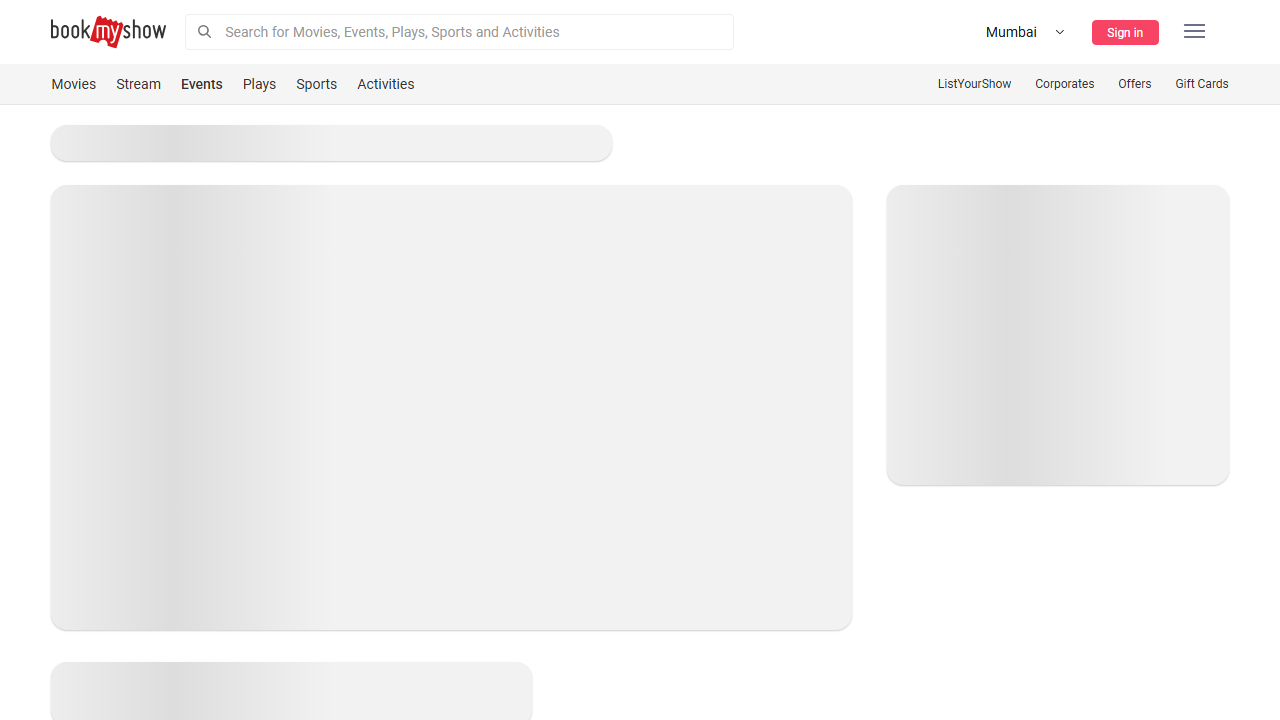 bookmyshow
Search for Movies, Events, Plays, Sports and Activities
Mumbai
Sign in
Movies Stream Events Plays Sports Activities
ListYourShow Corporates Offers Gift Cards